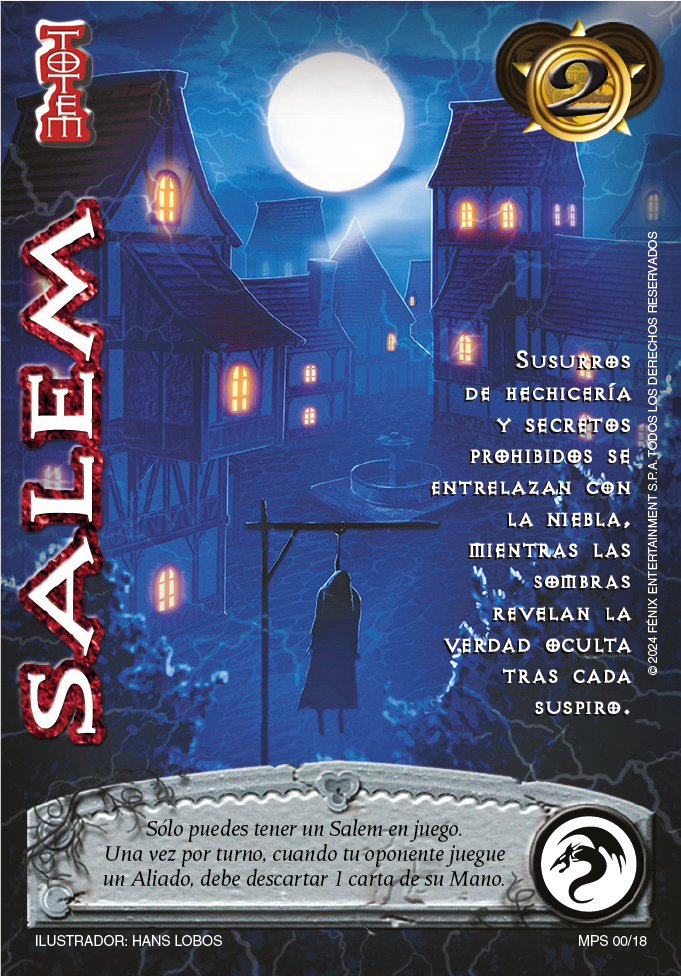 TOTEM
2
SALEM
Susurros
de hechicería
y secretos
prohibidos se
entrelazan con
la niebla,
mientras las
sombras
revelan la
verdad oculta
tras cada
suspiro.
©2024 FÉNIX ENTERTAINMENT S.P.A. TODOS LOS DERECHOS RESERVADOS
Sólo puedes tener un Salem en juego.
Una vez por turno, cuando tu oponente juegue
un Aliado, debe descartar 1 carta de su Mano.
ILUSTRADOR: HANS LOBOS
MPS 00/18